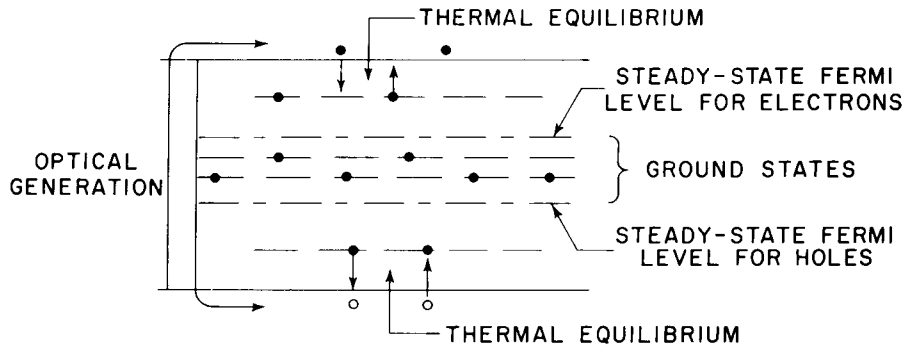 THERMAL EQUILIBRIUM
STEADY-STATE FERMI
LEVEL FOR ELECTRONS
OPTICAL
GENERATION
GROUND STATES
STEADY-STATE FERMI
LEVEL FOR HOLES
THERMAL EQUILIBRIUM